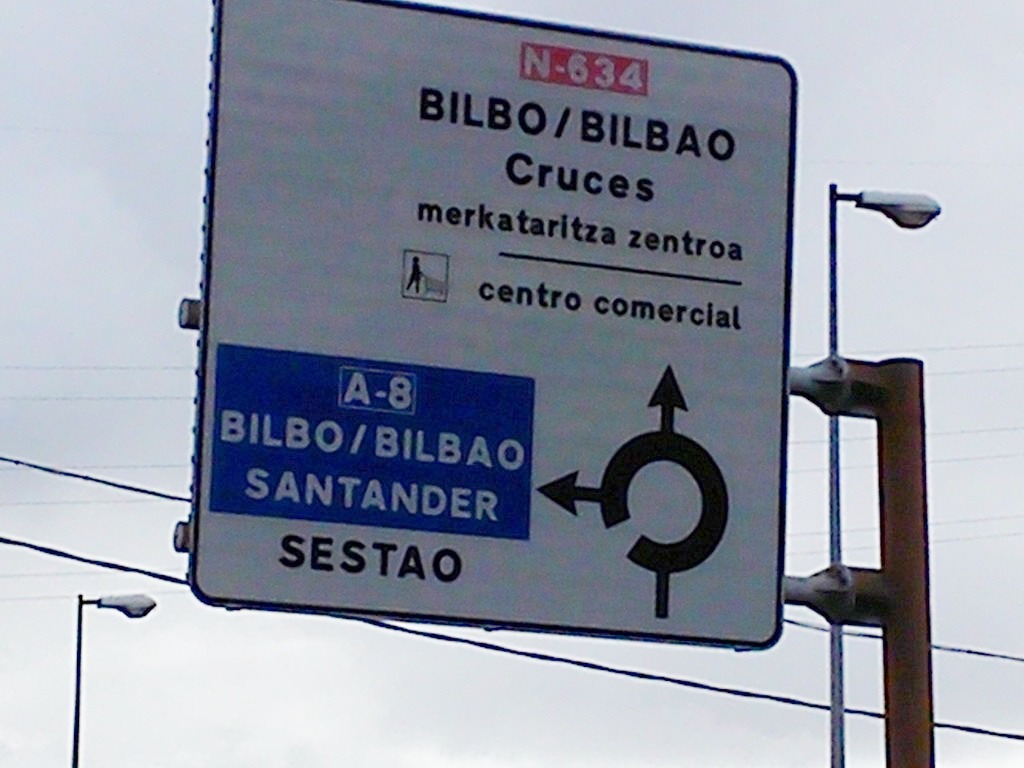 N-634
BILBO/BILBAO
Cruces
merkataritza zentroa
centro comercial
A-8
BILBO/BILBAO
SANTANDER
SESTAO